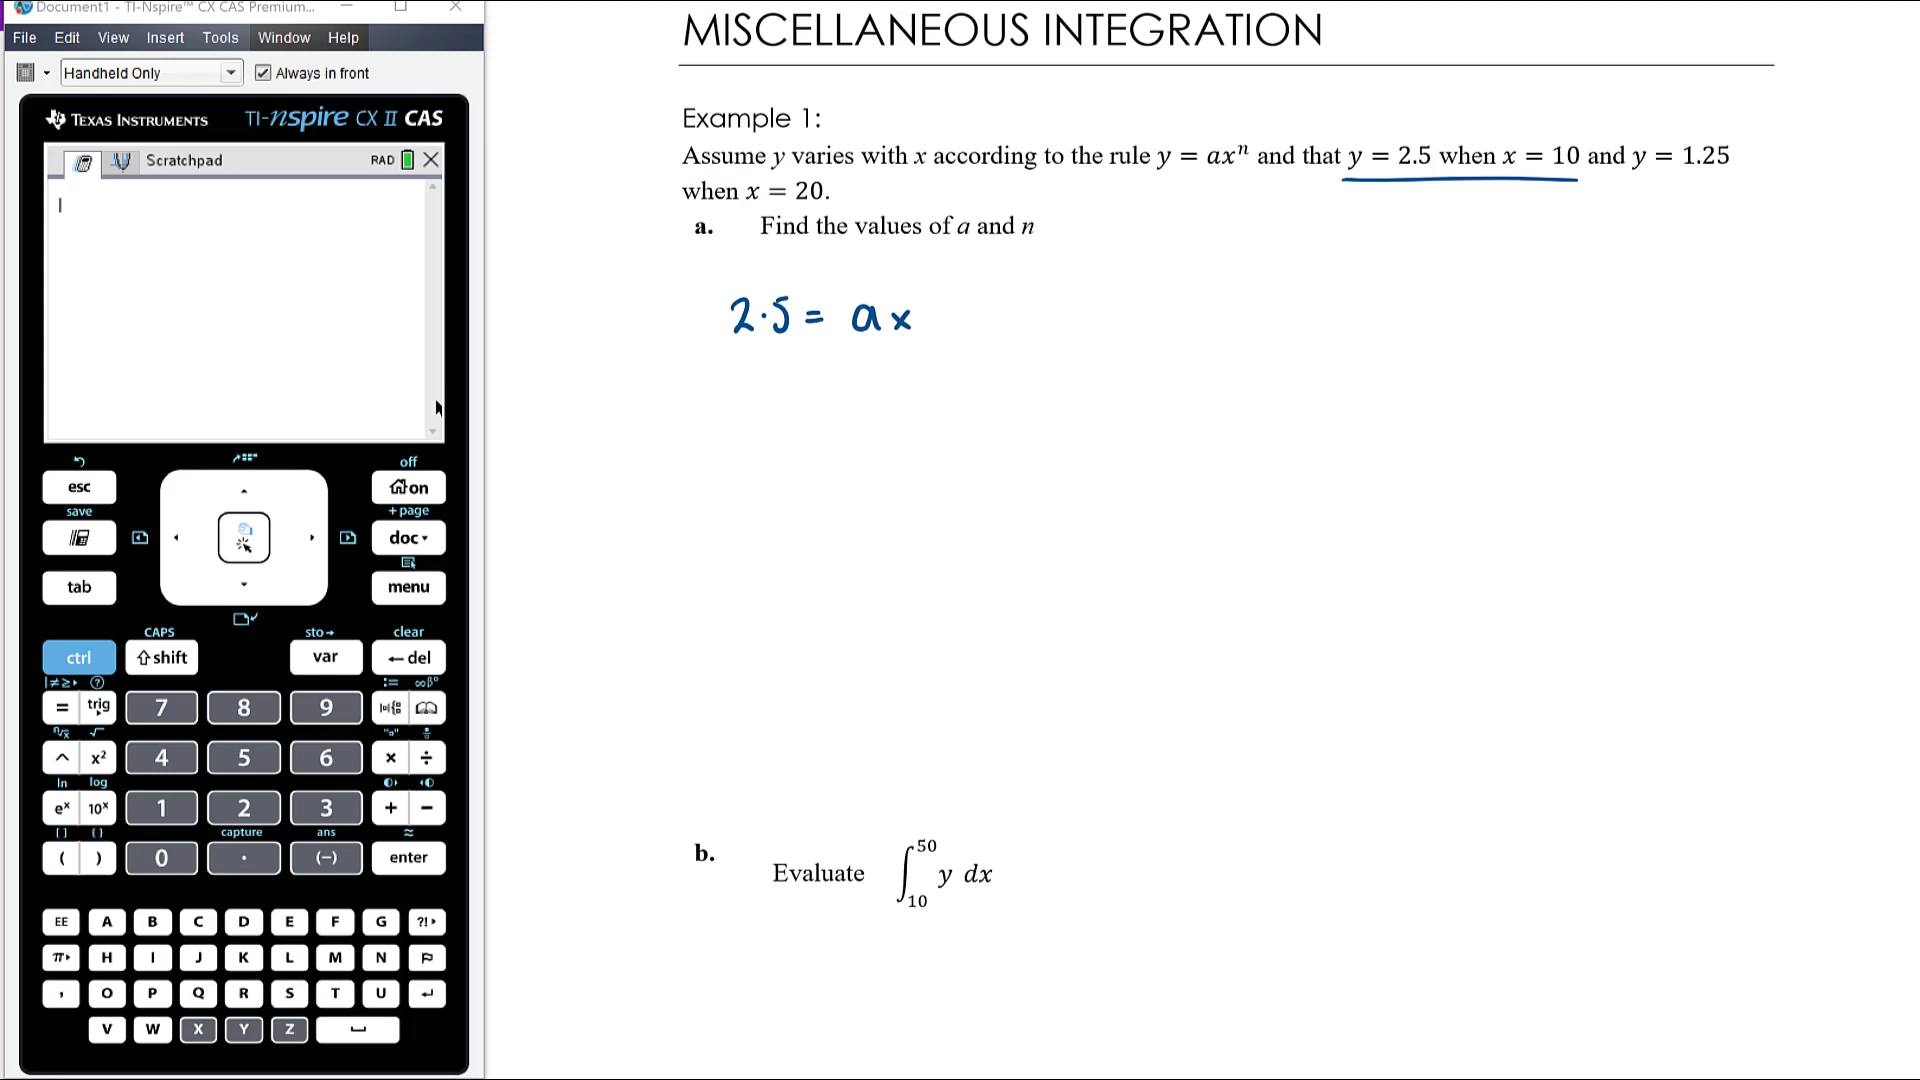 Document1 - TI-Nspire™ CX CAS Premium...
File Edit View Insert Tools Window Help
Handheld Only Always in front
TEXAS INSTRUMENTS TI-nspire CX II CAS
Scratchpad RAD
off
esc on
save + page
doc
tab menu
CAPS sto→ clear
ctrl shift var ←del
|≠≥▸ ? := ∞β°
= trig 7 8 9
ⁿ√x √ "a"
^ x² 4 5 6 × ÷
ln log
eˣ 10ˣ 1 2 3 + −
[ ] { } capture ans ≈
( ) 0 . (−) enter
EE A B C D E F G ?!▸
π▸ H I J K L M N
, O P Q R S T U
V W X Y Z
MISCELLANEOUS INTEGRATION
Example 1:
Assume y varies with x according to the rule y = axⁿ and that y = 2.5 when x = 10 and y = 1.25
when x = 20.
a. Find the values of a and n
2·5 = ax
b. Evaluate ∫₁₀⁵⁰ y dx